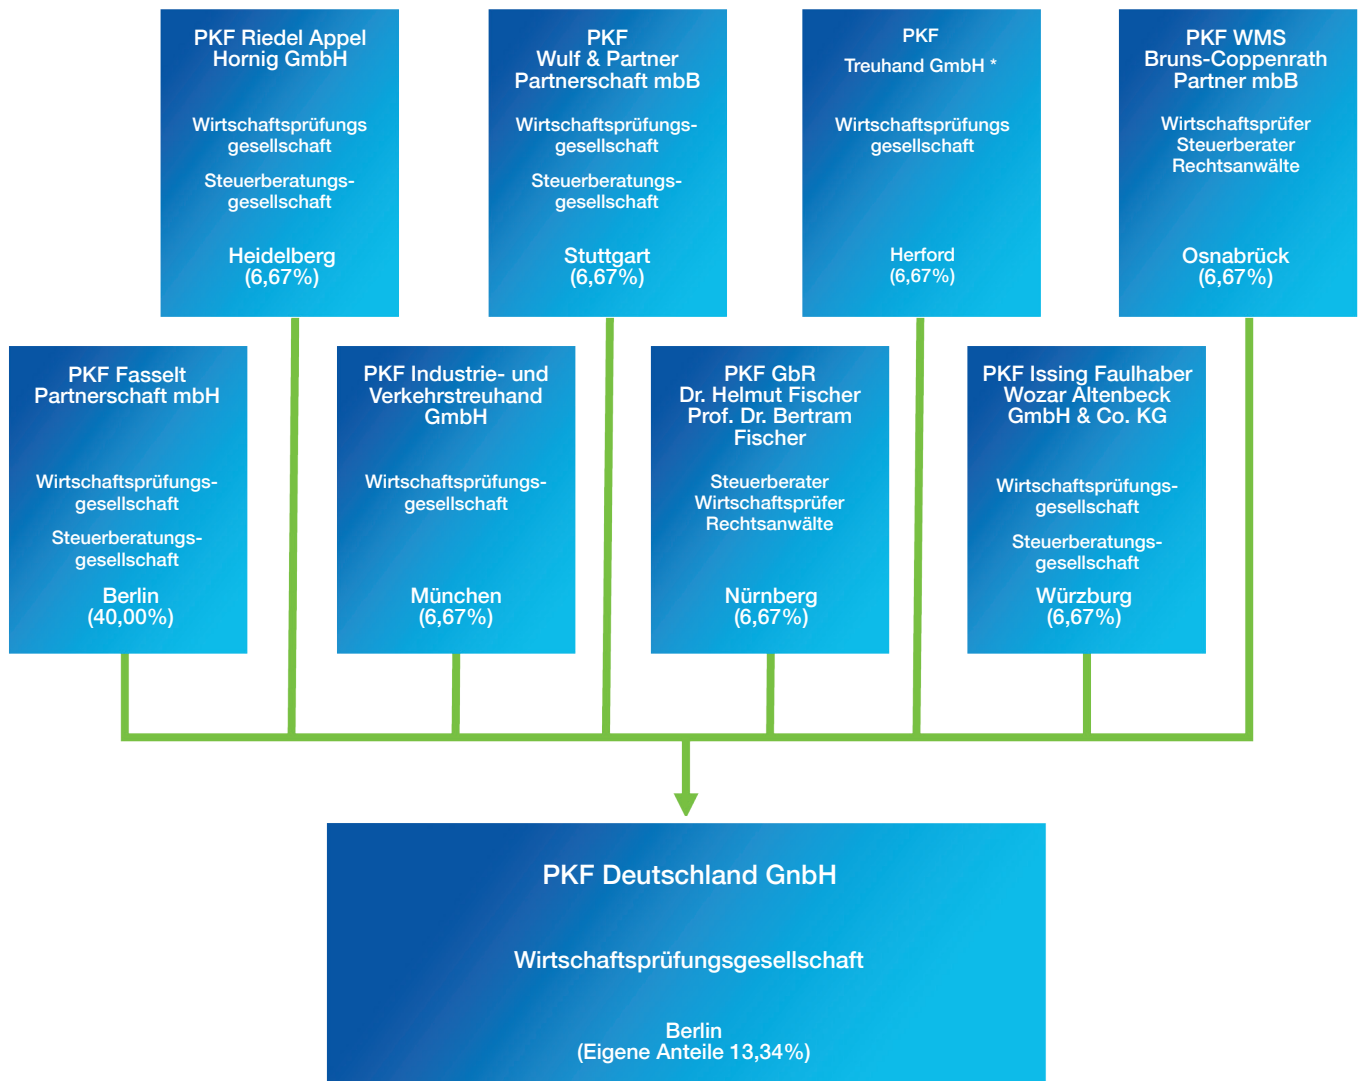 PKF Riedel Appel
Hornig GmbH
Wirtschaftsprüfungs
gesellschaft
Steuerberatungs-
gesellschaft
Heidelberg
(6,67%)
PKF
Wulf & Partner
Partnerschaft mbB
Wirtschaftsprüfungs-
gesellschaft
Steuerberatungs-
gesellschaft
Stuttgart
(6,67%)
PKF
Treuhand GmbH *
Wirtschaftsprüfungs
gesellschaft
Herford
(6,67%)
PKF WMS
Bruns-Coppenrath
Partner mbB
Wirtschaftsprüfer
Steuerberater
Rechtsanwälte
Osnabrück
(6,67%)
PKF Fasselt
Partnerschaft mbH
Wirtschaftsprüfungs-
gesellschaft
Steuerberatungs-
gesellschaft
Berlin
(40,00%)
PKF Industrie- und
Verkehrstreuhand
GmbH
Wirtschaftsprüfungs-
gesellschaft
München
(6,67%)
PKF GbR
Dr. Helmut Fischer
Prof. Dr. Bertram
Fischer
Steuerberater
Wirtschaftsprüfer
Rechtsanwälte
Nürnberg
(6,67%)
PKF Issing Faulhaber
Wozar Altenbeck
GmbH & Co. KG
Wirtschaftsprüfungs-
gesellschaft
Steuerberatungs-
gesellschaft
Würzburg
(6,67%)
PKF Deutschland GnbH
Wirtschaftsprüfungsgesellschaft
Berlin
(Eigene Anteile 13,34%)